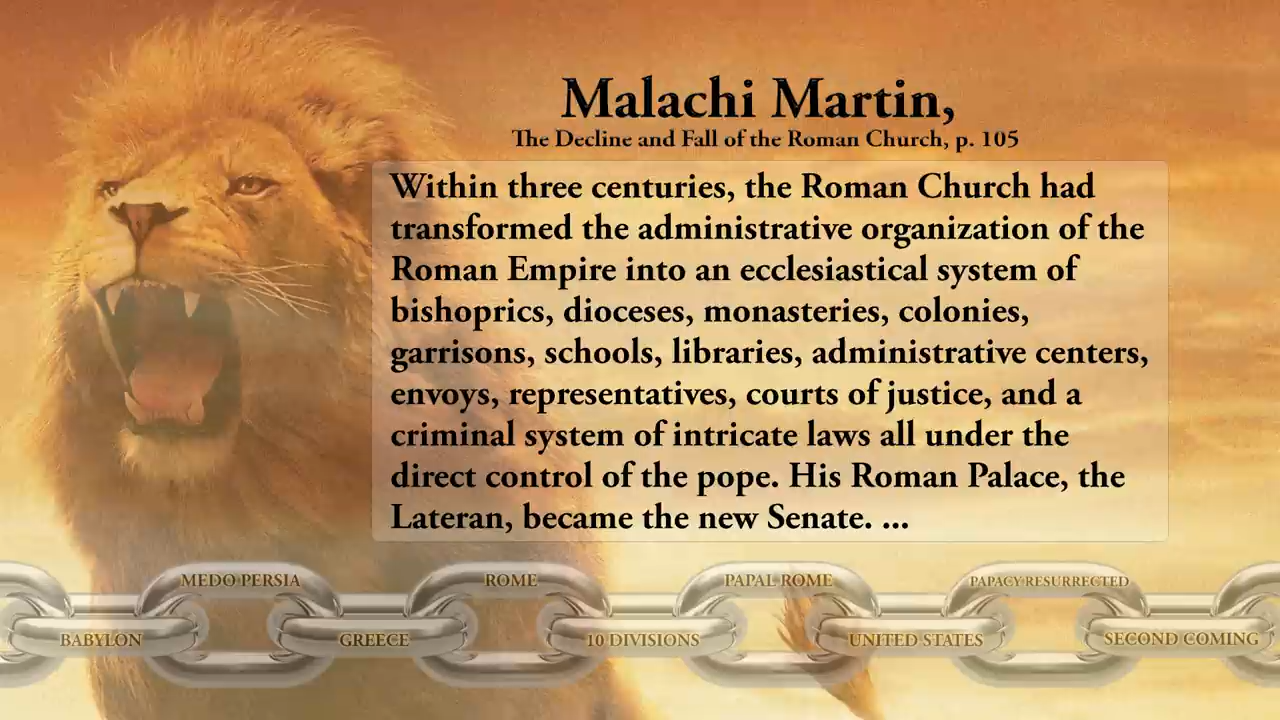 Malachi Martin,
The Decline and Fall of the Roman Church, p. 105
Within three centuries, the Roman Church had
transformed the administrative organization of the
Roman Empire into an ecclesiastical system of
bishoprics, dioceses, monasteries, colonies,
garrisons, schools, libraries, administrative centers,
envoys, representatives, courts of justice, and a
criminal system of intricate laws all under the
direct control of the pope. His Roman Palace, the
Lateran, became the new Senate. ...
BABYLON
MEDO PERSIA
GREECE
ROME
10 DIVISIONS
PAPAL ROME
UNITED STATES
PAPACY RESURRECTED
SECOND COMING